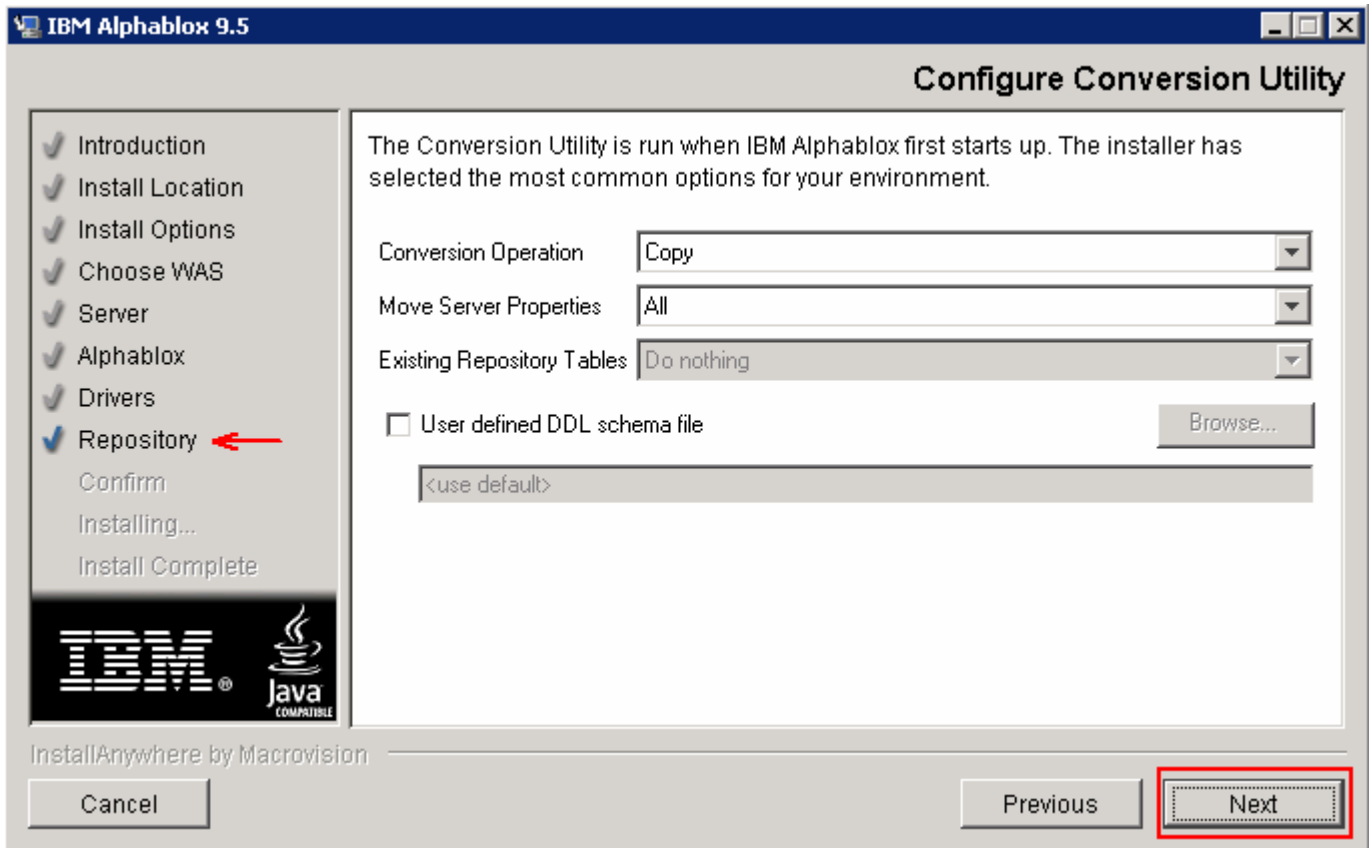 IBM Alphablox 9.5
Configure Conversion Utility
Introduction
Install Location
Install Options
Choose WAS
Server
Alphablox
Drivers
Repository
Confirm
Installing...
Install Complete
IBM®
Java
COMPATIBLE
The Conversion Utility is run when IBM Alphablox first starts up. The installer has
selected the most common options for your environment.
Conversion Operation Copy
Move Server Properties All
Existing Repository Tables Do nothing
User defined DDL schema file Browse...
<use default>
InstallAnywhere by Macrovision
Cancel Previous Next